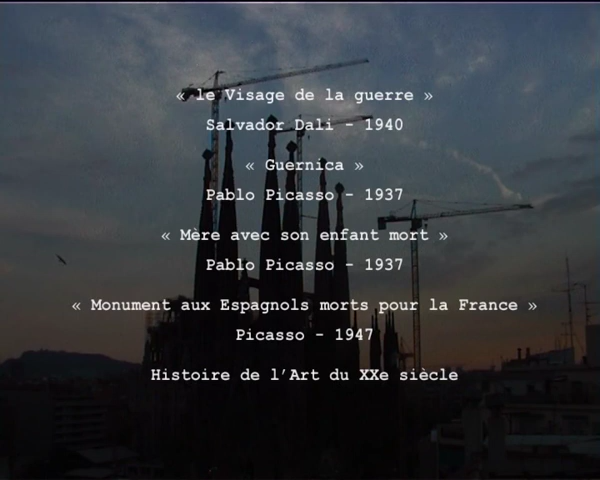 « le Visage de la guerre »
Salvador Dali - 1940
« Guernica »
Pablo Picasso - 1937
« Mère avec son enfant mort »
Pablo Picasso - 1937
« Monument aux Espagnols morts pour la France »
Picasso - 1947
Histoire de l'Art du XXe siècle